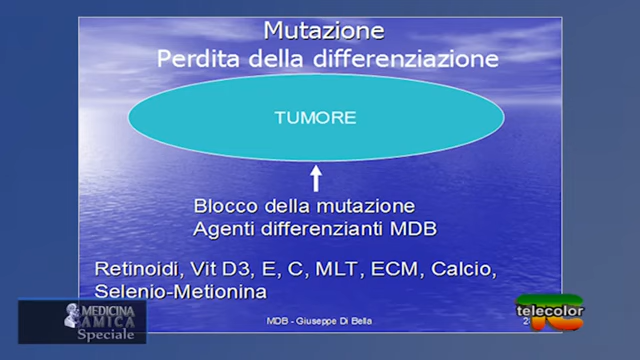 Mutazione
Perdita della differenziazione
TUMORE
Blocco della mutazione
Agenti differenzianti MDB
Retinoidi, Vit D3, E, C, MLT, ECM, Calcio,
Selenio-Metionina
MEDICINA
AMICA
Speciale
MDB - Giuseppe Di Bella
telecolor